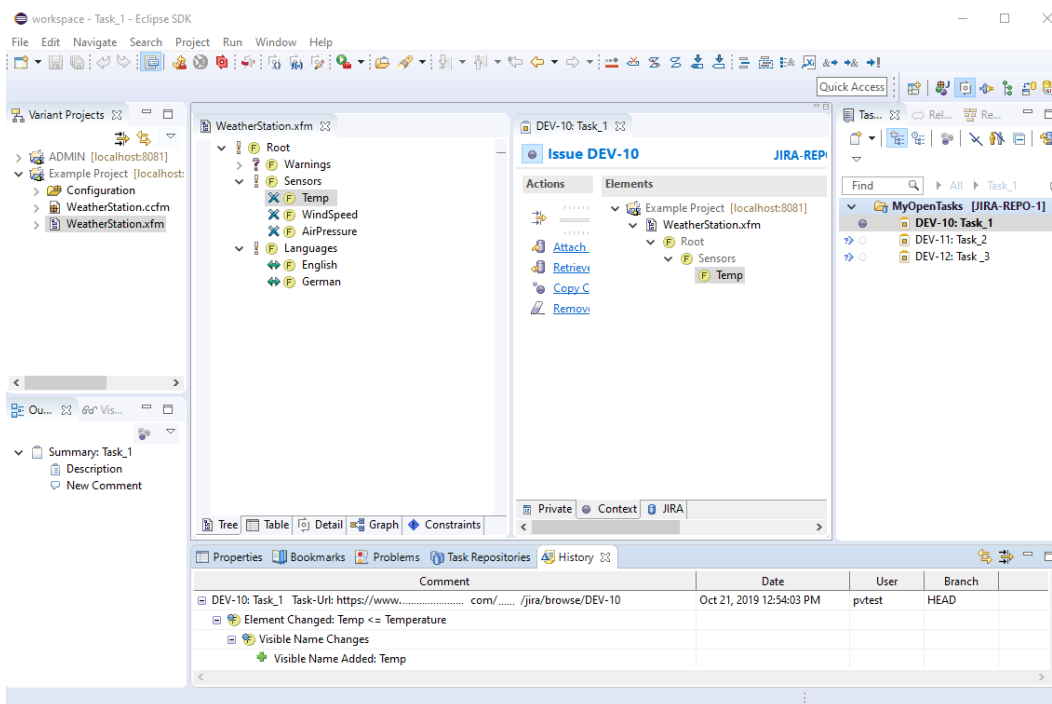 workspace - Task_1 - Eclipse SDK
File Edit Navigate Search Project Run Window Help
Quick Access
Variant Projects
ADMIN [localhost:8081]
Example Project [localhost:
Configuration
WeatherStation.ccfm
WeatherStation.xfm
Ou... Vis...
Summary: Task_1
Description
New Comment
WeatherStation.xfm
Root
Warnings
Sensors
Temp
WindSpeed
AirPressure
Languages
English
German
Tree Table Detail Graph Constraints
DEV-10: Task_1
Issue DEV-10 JIRA-REP
Actions Elements
Attach
Retrieve
Copy C
Remov
Example Project [localhost:8081]
WeatherStation.xfm
Root
Sensors
Temp
Private Context JIRA
Tas... Rel... Re...
Find All Task_1
MyOpenTasks [JIRA-REPO-1]
DEV-10: Task_1
DEV-11: Task_2
DEV-12: Task _3
Properties Bookmarks Problems Task Repositories History
Comment Date User Branch
DEV-10: Task_1 Task-Url: https://www...................... com/...... /jira/browse/DEV-10 Oct 21, 2019 12:54:03 PM pvtest HEAD
Element Changed: Temp <= Temperature
Visible Name Changes
Visible Name Added: Temp